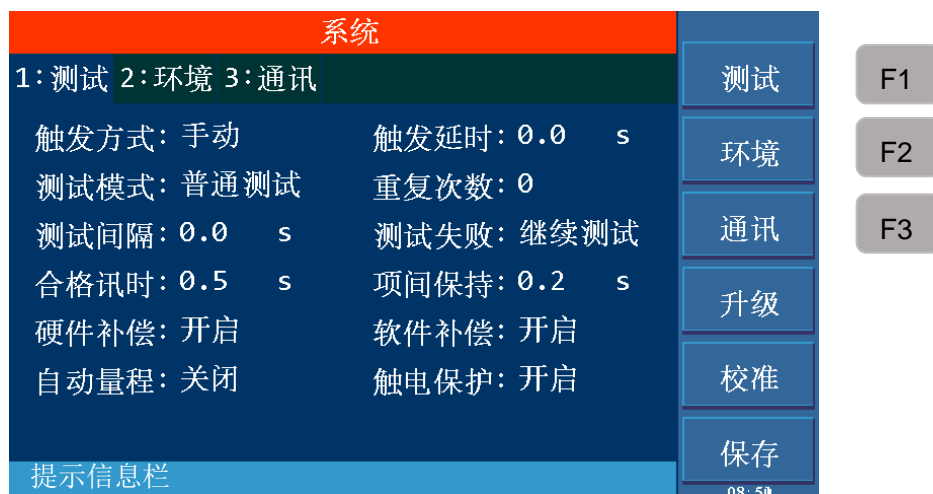 系统
1:测试 2:环境 3:通讯
触发方式: 手动 触发延时: 0.0 s
测试模式: 普通测试 重复次数: 0
测试间隔: 0.0 s 测试失败: 继续测试
合格讯时: 0.5 s 项间保持: 0.2 s
硬件补偿: 开启 软件补偿: 开启
自动量程: 关闭 触电保护: 开启
提示信息栏
测试 F1
环境 F2
通讯 F3
升级
校准
保存